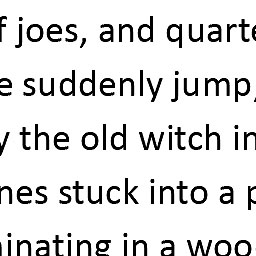 f joes, and quarte
e suddenly jump,
y the old witch in
nes stuck into a p
inating in a woo